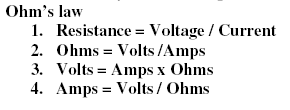 Ohm's law
1. Resistance = Voltage / Current
2. Ohms = Volts /Amps
3. Volts = Amps x Ohms
4. Amps = Volts / Ohms